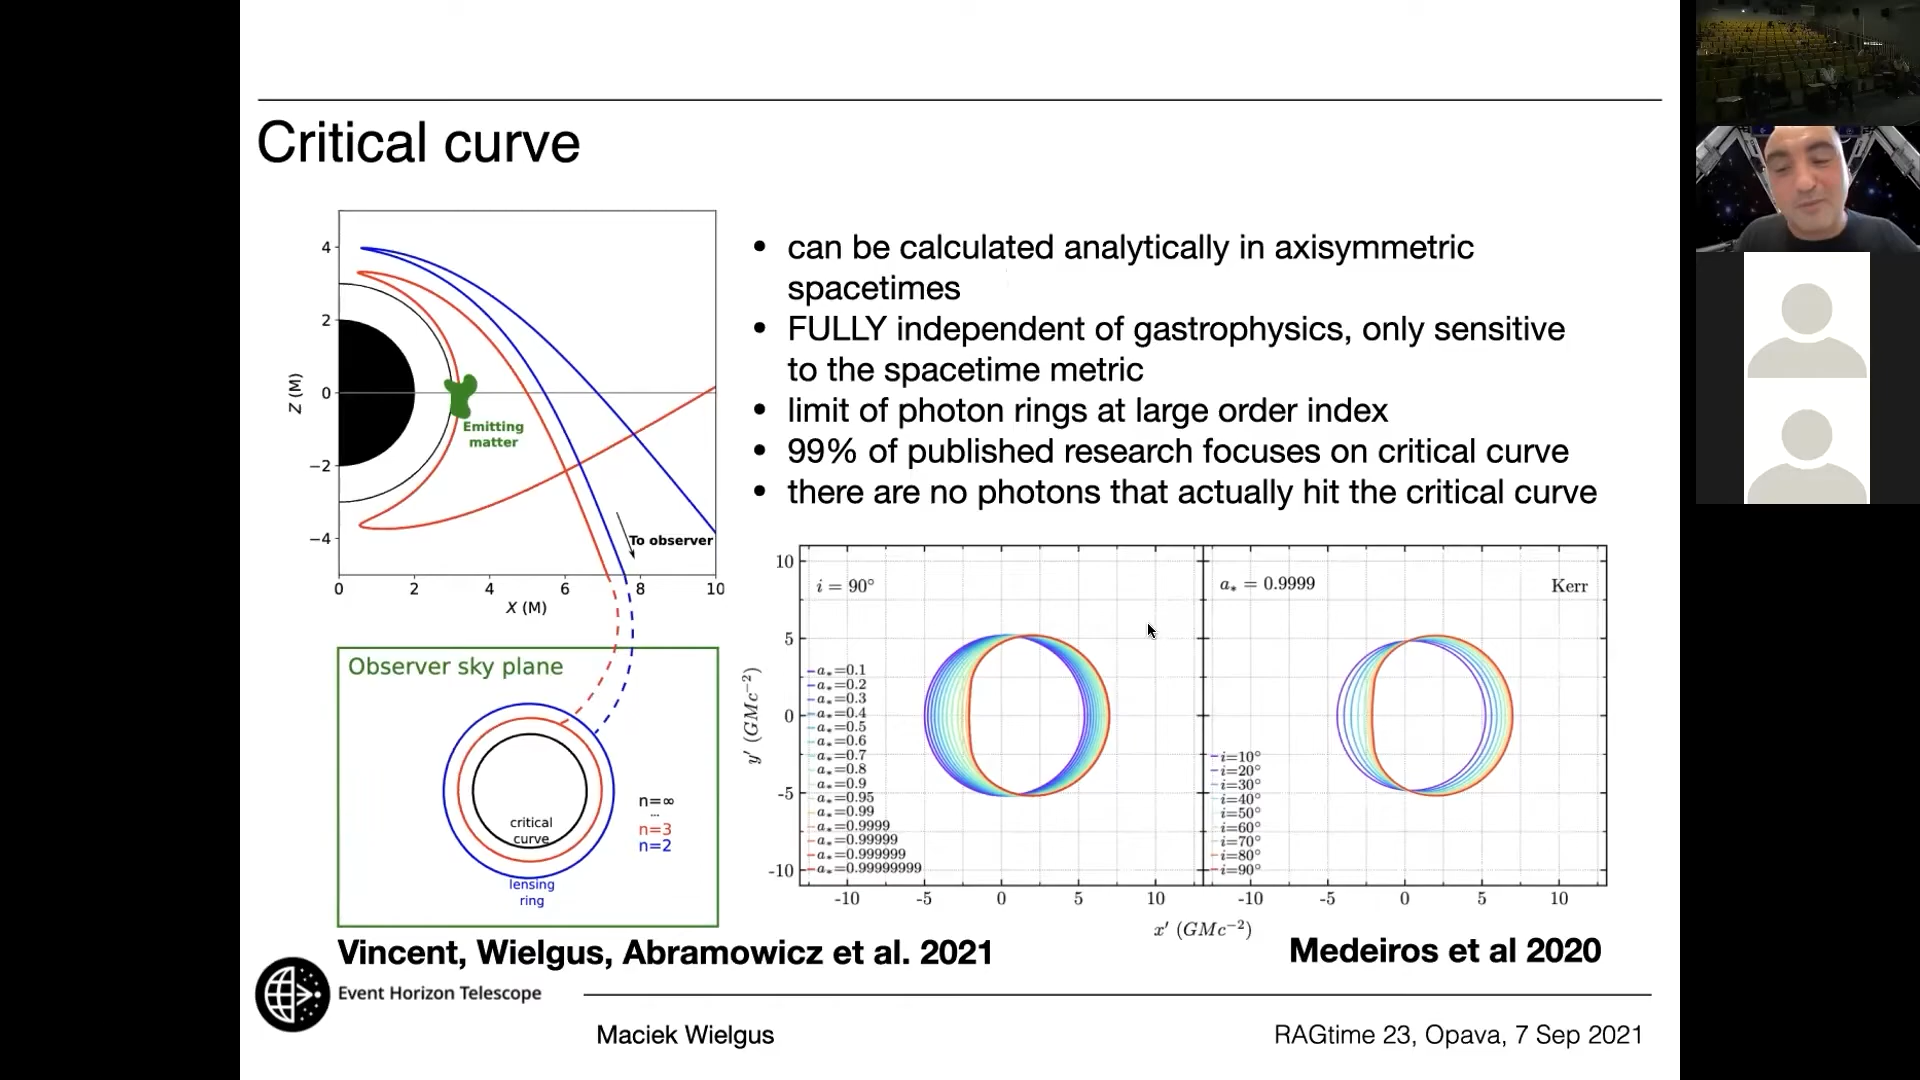 Critical curve
4
2
0
−2
−4
Z (M)
0 2 4 6 8 10
X (M)
Emitting
matter
To observer
Observer sky plane
critical
curve
n=∞
...
n=3
n=2
lensing
ring
• can be calculated analytically in axisymmetric
spacetimes
• FULLY independent of gastrophysics, only sensitive
to the spacetime metric
• limit of photon rings at large order index
• 99% of published research focuses on critical curve
• there are no photons that actually hit the critical curve
10
5
0
-5
-10
y′ (GMc⁻²)
i = 90°
a*=0.1
a*=0.2
a*=0.3
a*=0.4
a*=0.5
a*=0.6
a*=0.7
a*=0.8
a*=0.9
a*=0.95
a*=0.99
a*=0.9999
a*=0.99999
a*=0.999999
a*=0.99999999
-10 -5 0 5 10
a* = 0.9999
Kerr
i=10°
i=20°
i=30°
i=40°
i=50°
i=60°
i=70°
i=80°
i=90°
-10 -5 0 5 10
x′ (GMc⁻²)
Vincent, Wielgus, Abramowicz et al. 2021
Medeiros et al 2020
Event Horizon Telescope
Maciek Wielgus
RAGtime 23, Opava, 7 Sep 2021